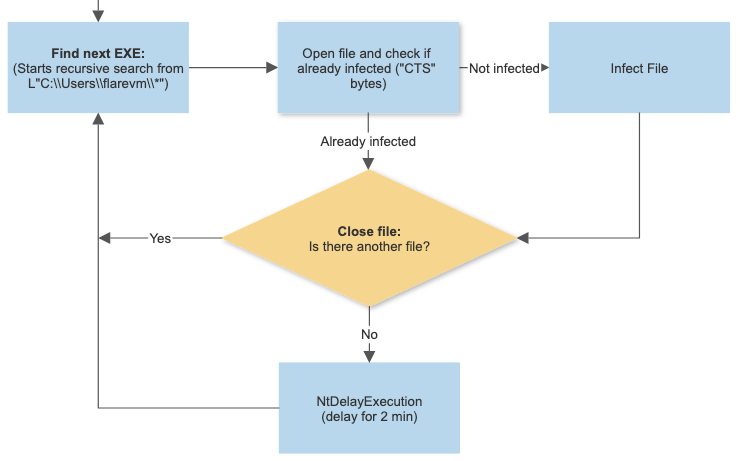 Find next EXE:
(Starts recursive search from
L"C:\\Users\\flarevm\\*")
Open file and check if
already infected ("CTS"
bytes)
Not infected
Infect File
Already infected
Close file:
Is there another file?
Yes
No
NtDelayExecution
(delay for 2 min)